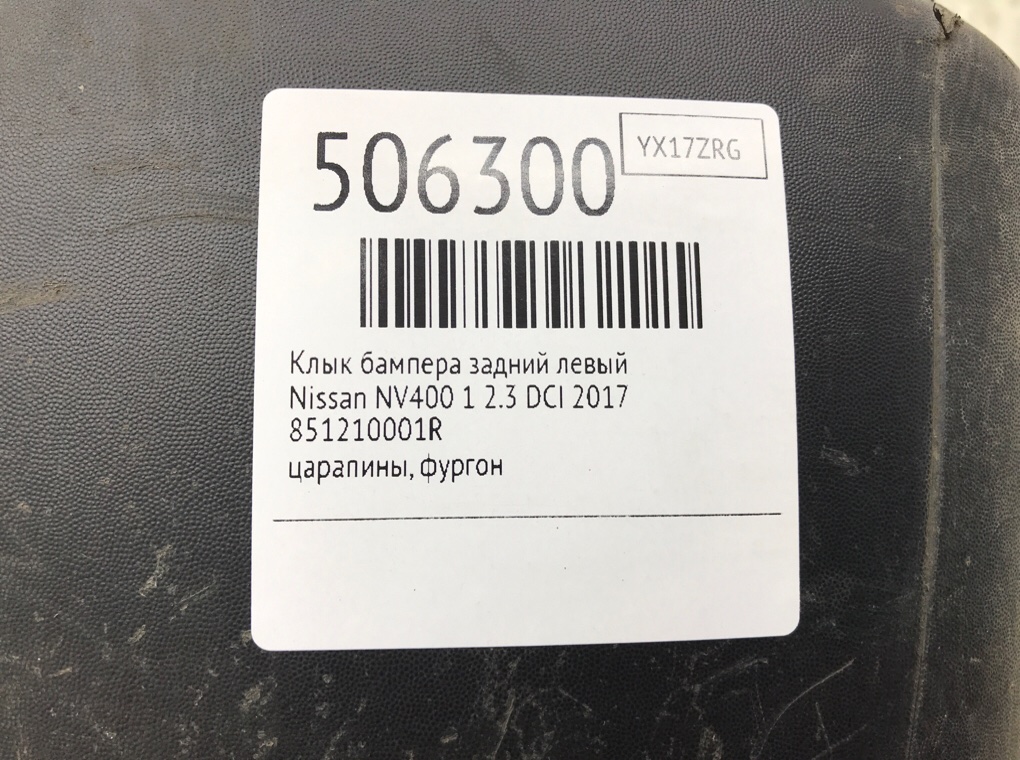 506300
YX17ZRG
Клык бампера задний левый
Nissan NV400 1 2.3 DCI 2017
851210001R
царапины, фургон